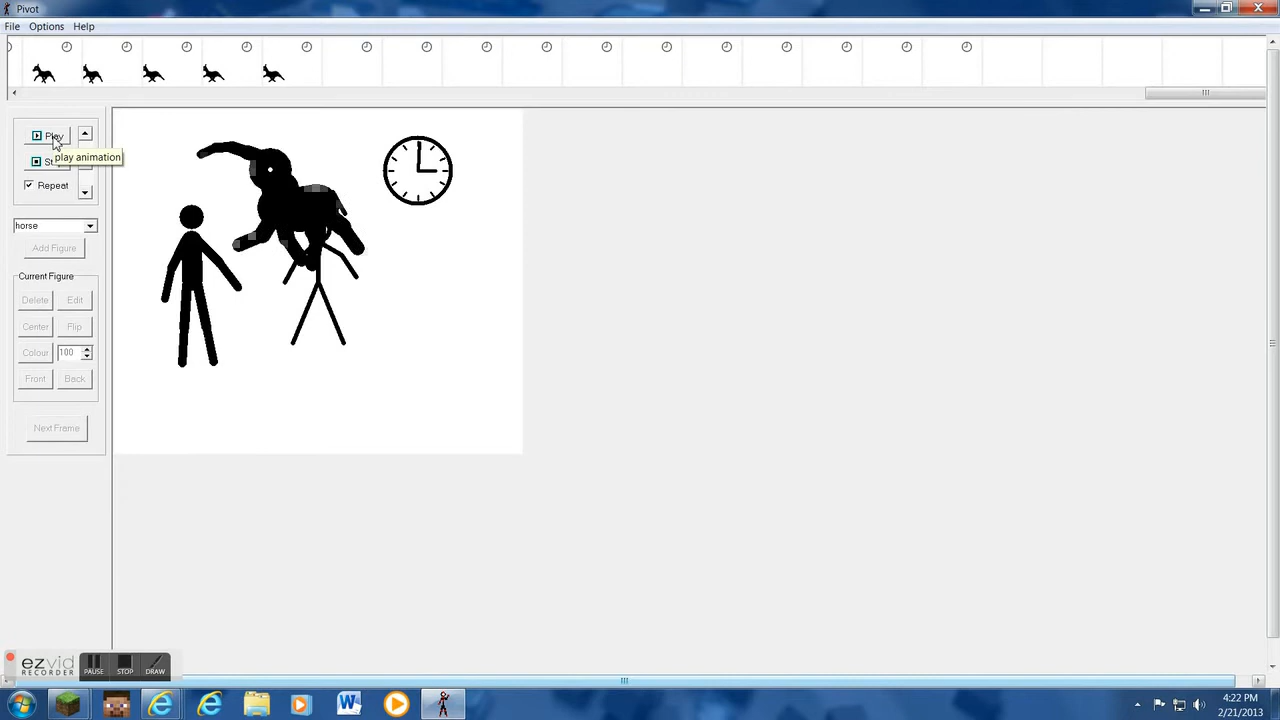 Pivot
File Options Help
Play
play animation
Repeat
horse
Add Figure
Current Figure
Delete Edit
Center Flip
Colour 100
Front Back
Next Frame
ezvid
RECORDER
PAUSE STOP DRAW
4:22 PM
2/21/2013